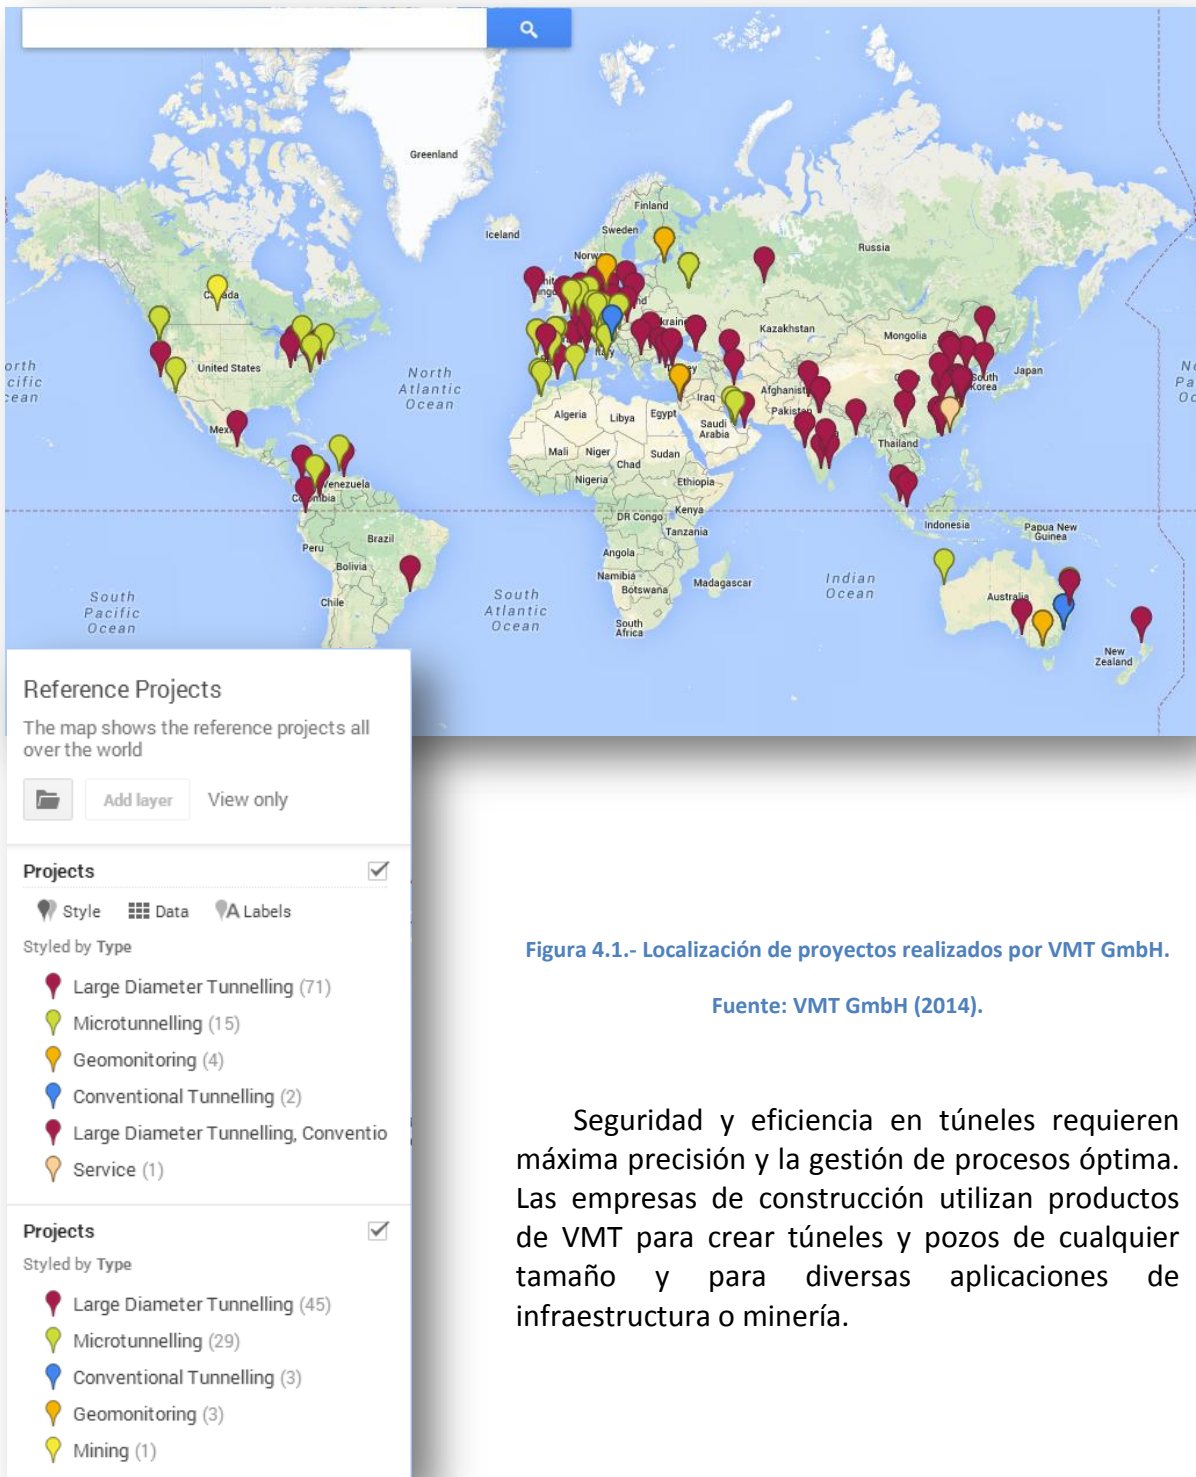 Greenland
Finland
Iceland
Sweden
Russia
Canada
Kazakhstan
Mongolia
United States
North
Atlantic
Ocean
Japan
South
Korea
Afghanist
Iraq
Pakist
Algeria
Libya
Egypt
Saudi
Arabia
Mali
Niger
Chad
Sudan
Thailand
Nigeria
Ethiopia
Venezuela
Colombia
DR Congo
Kenya
Tanzania
Indonesia
Papua New
Guinea
Brazil
Peru
Bolivia
Angola
Namibia
Botswana
Madagascar
Indian
Ocean
Australia
South
Pacific
Ocean
Chile
South
Atlantic
Ocean
South
Africa
New
Zealand
Reference Projects
The map shows the reference projects all
over the world
Add layer View only
Projects
Style Data A Labels
Styled by Type
Large Diameter Tunnelling (71)
Microtunnelling (15)
Geomonitoring (4)
Conventional Tunnelling (2)
Large Diameter Tunnelling, Conventio
Service (1)
Projects
Styled by Type
Large Diameter Tunnelling (45)
Microtunnelling (29)
Conventional Tunnelling (3)
Geomonitoring (3)
Mining (1)
Figura 4.1.- Localización de proyectos realizados por VMT GmbH.
Fuente: VMT GmbH (2014).
Seguridad y eficiencia en túneles requieren
máxima precisión y la gestión de procesos óptima.
Las empresas de construcción utilizan productos
de VMT para crear túneles y pozos de cualquier
tamaño y para diversas aplicaciones de
infraestructura o minería.